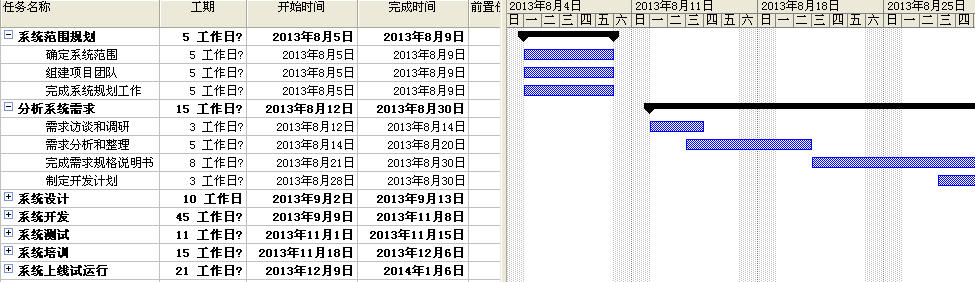 任务名称 工期 开始时间 完成时间 前置任 2013年8月4日 2013年8月11日 2013年8月18日 2013年8月25日
日 一 二 三 四 五 六 日 一 二 三 四 五 六 日 一 二 三 四 五 六 日 一 二 三 四
系统范围规划 5 工作日? 2013年8月5日 2013年8月9日
确定系统范围 5 工作日? 2013年8月5日 2013年8月9日
组建项目团队 5 工作日? 2013年8月5日 2013年8月9日
完成系统规划工作 5 工作日? 2013年8月5日 2013年8月9日
分析系统需求 15 工作日? 2013年8月12日 2013年8月30日
需求访谈和调研 3 工作日? 2013年8月12日 2013年8月14日
需求分析和整理 5 工作日? 2013年8月14日 2013年8月20日
完成需求规格说明书 8 工作日? 2013年8月21日 2013年8月30日
制定开发计划 3 工作日? 2013年8月28日 2013年8月30日
系统设计 10 工作日 2013年9月2日 2013年9月13日
系统开发 45 工作日? 2013年9月9日 2013年11月8日
系统测试 11 工作日? 2013年11月1日 2013年11月15日
系统培训 15 工作日? 2013年11月18日 2013年12月6日
系统上线试运行 21 工作日? 2013年12月9日 2014年1月6日